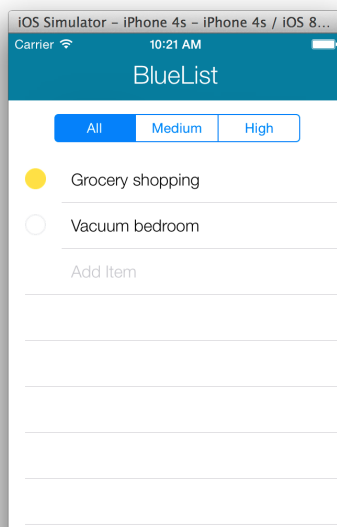 iOS Simulator – iPhone 4s – iPhone 4s / iOS 8...
Carrier 10:21 AM
BlueList
All Medium High
Grocery shopping
Vacuum bedroom
Add Item